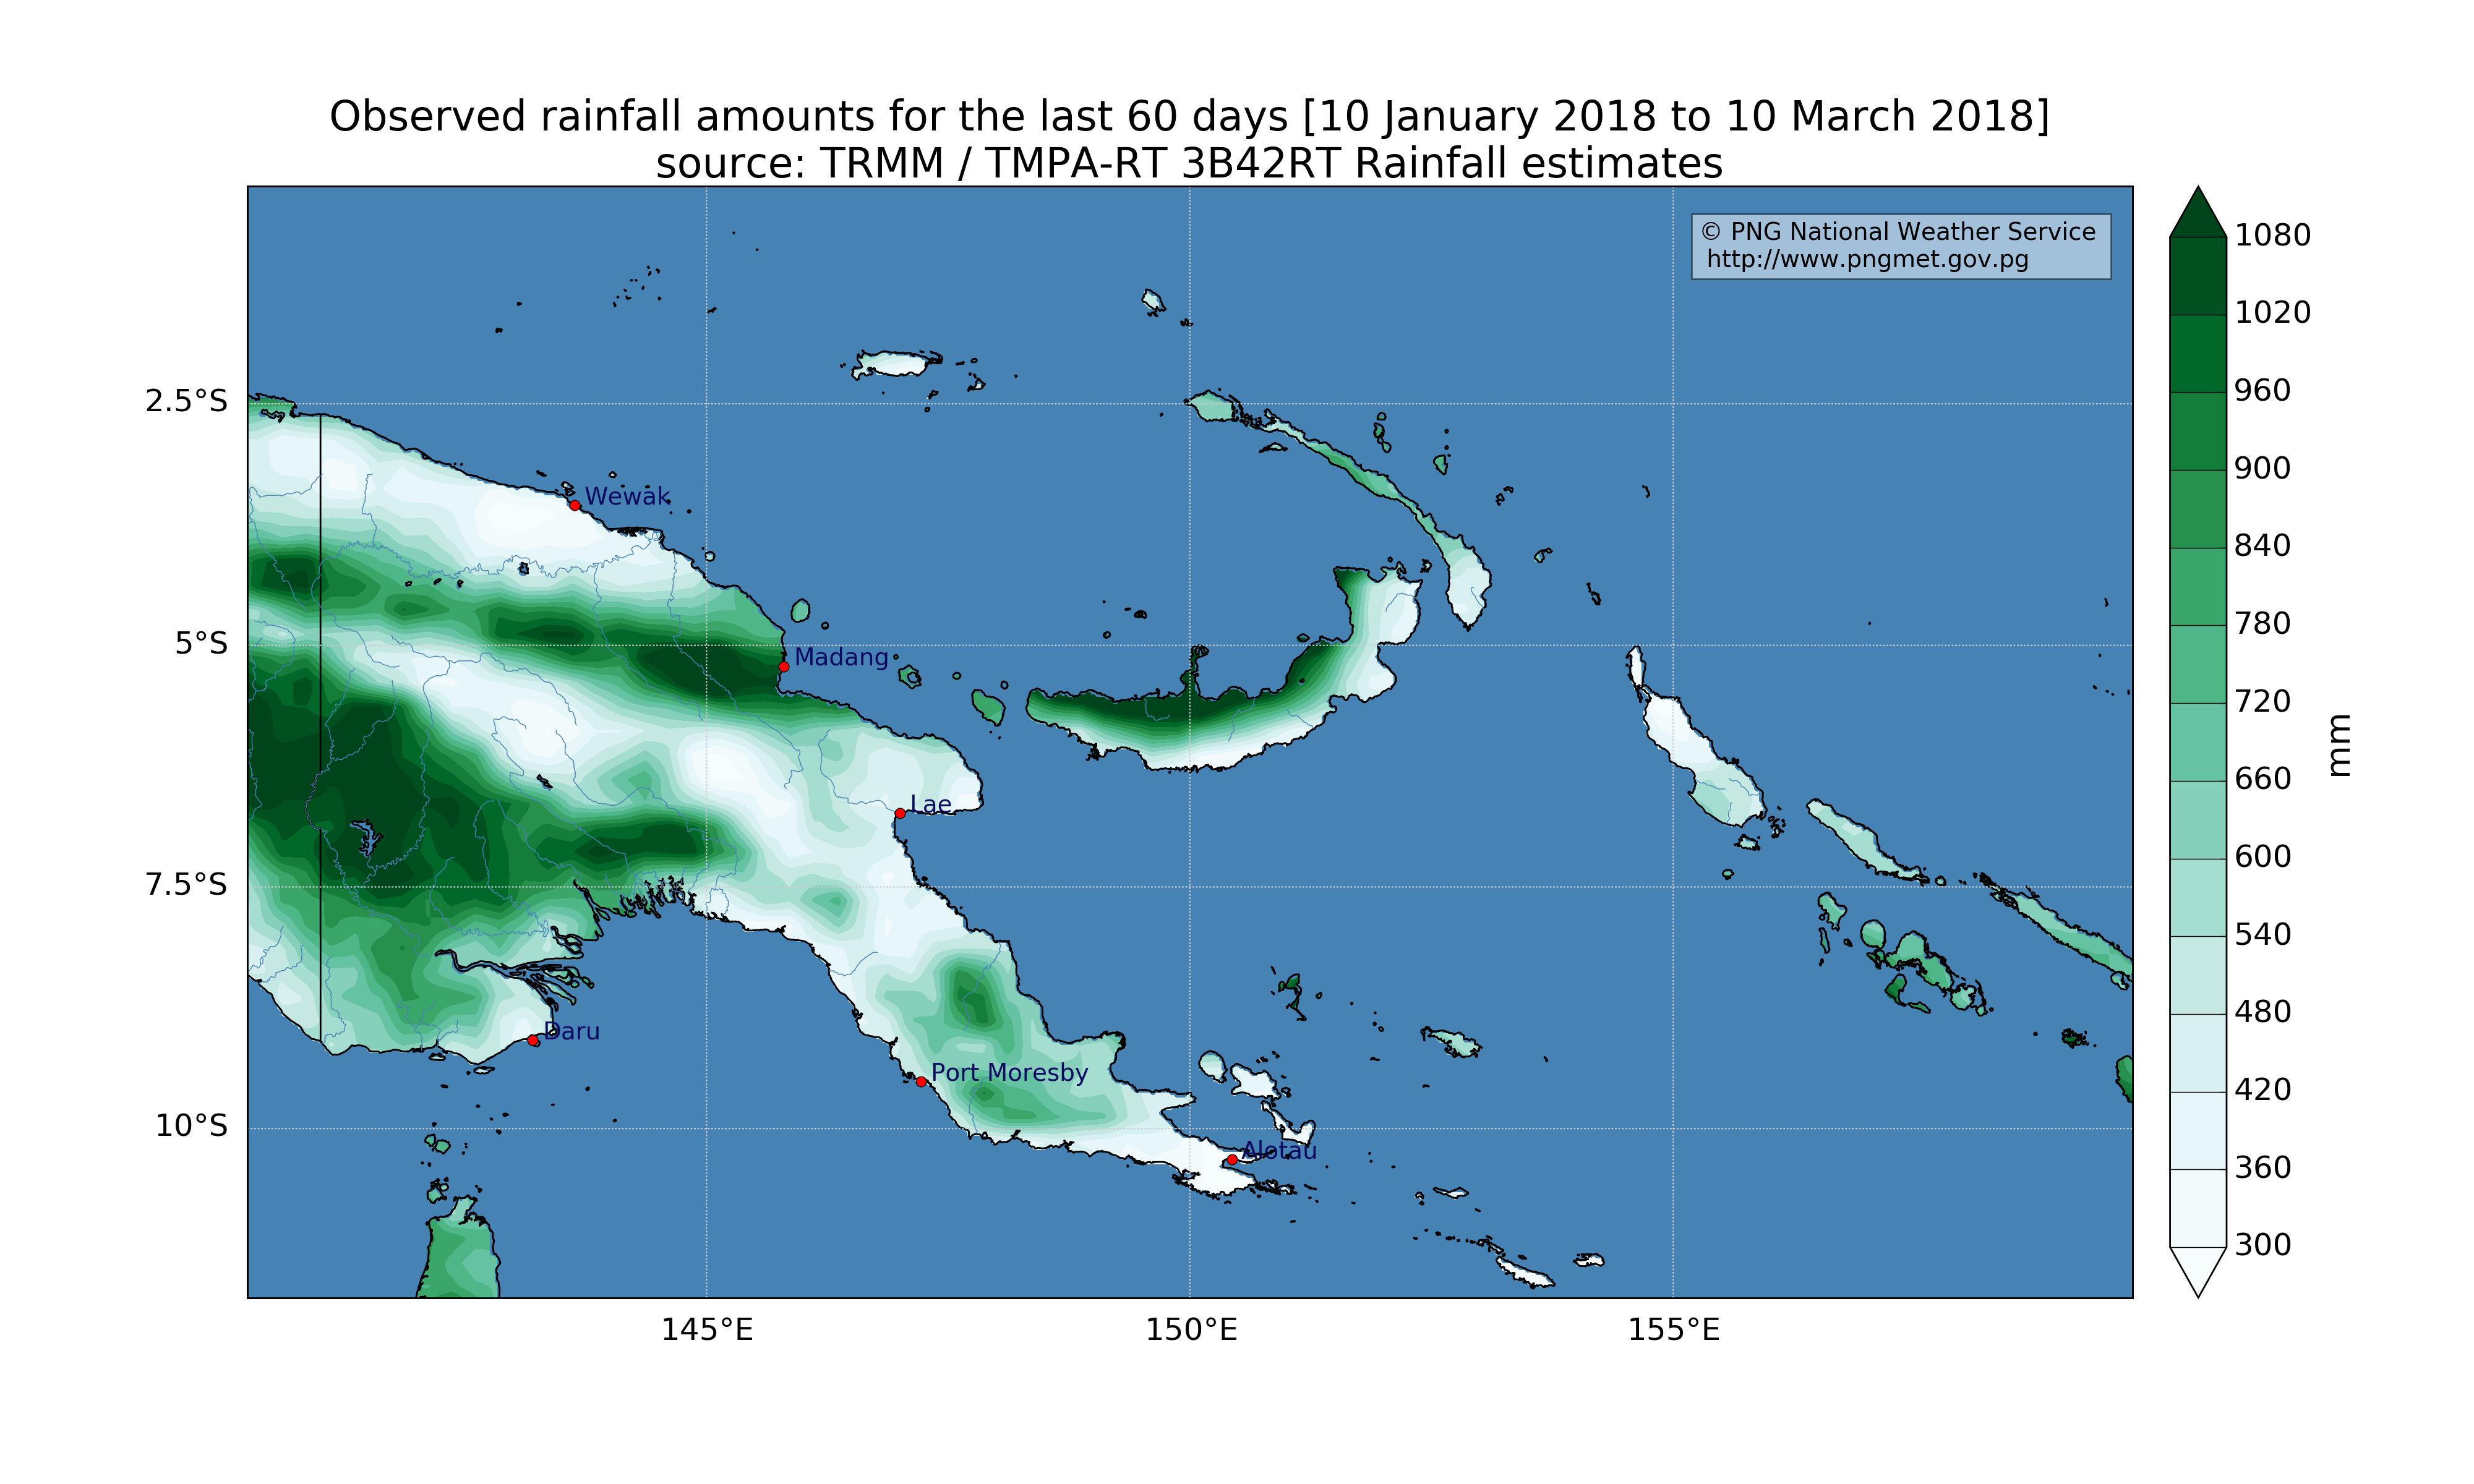 Observed rainfall amounts for the last 60 days [10 January 2018 to 10 March 2018]
source: TRMM / TMPA-RT 3B42RT Rainfall estimates
© PNG National Weather Service
http://www.pngmet.gov.pg
1080
1020
960
900
840
780
720
660
600
540
480
420
360
300
mm
2.5°S
5°S
7.5°S
10°S
Wewak
Madang
Lae
Daru
Port Moresby
Alotau
145°E
150°E
155°E